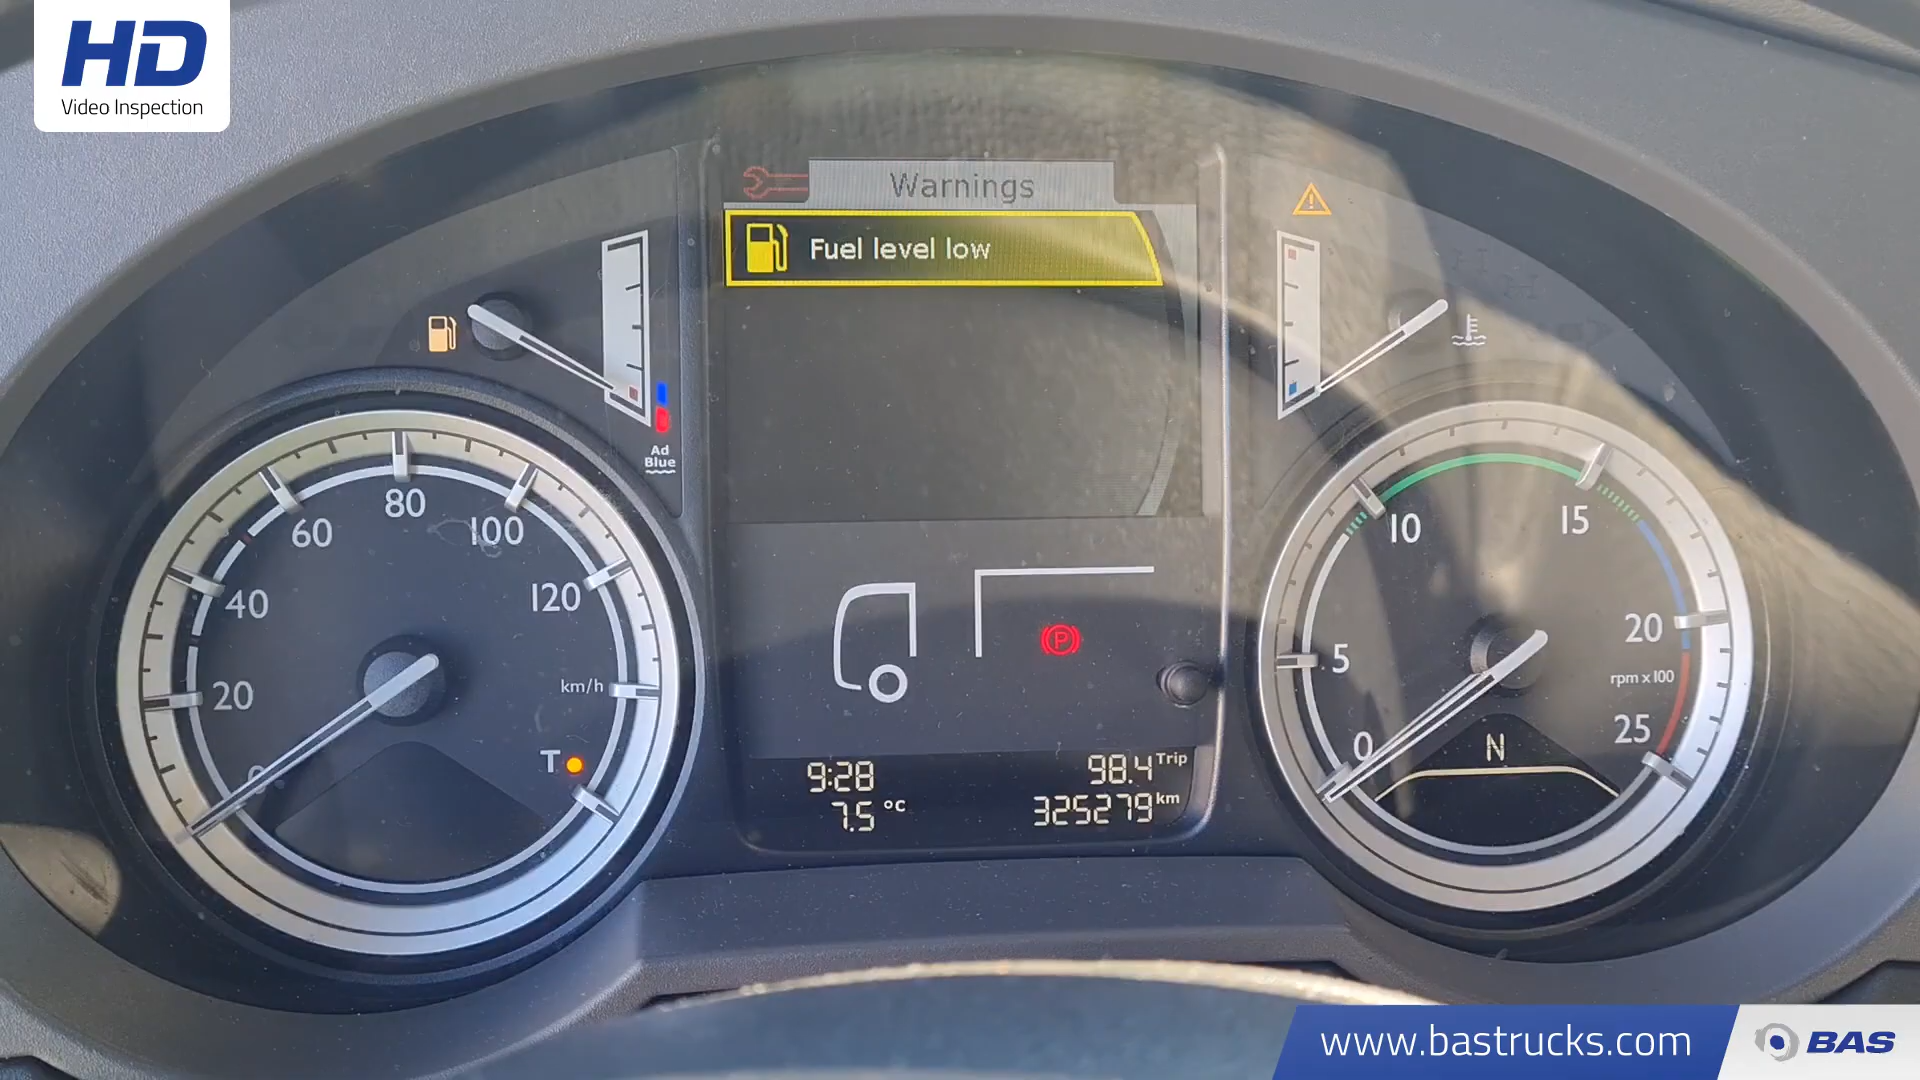 HD
Video Inspection
Warnings
Fuel level low
Ad
Blue
0
20
40
60
80
100
120
km/h
T
0
5
10
15
20
25
rpm x 100
N
P
9:28
98.4 Trip
7.5 °C
325279 km
www.bastrucks.com
BAS